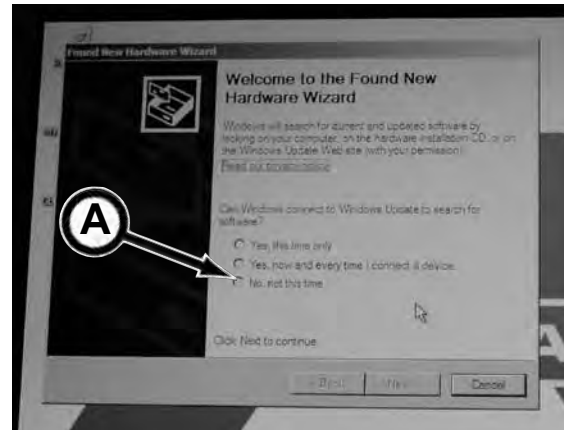 Found New Hardware Wizard
Welcome to the Found New
Hardware Wizard
Windows will search for current and updated software by
looking on your computer, on the hardware installation CD, or on
the Windows Update Web site (with your permission).
Read our privacy policy
Can Windows connect to Windows Update to search for
software?
A
Yes, this time only
Yes, now and every time I connect a device
No, not this time
Click Next to continue
< Back
Next >
Cancel
A